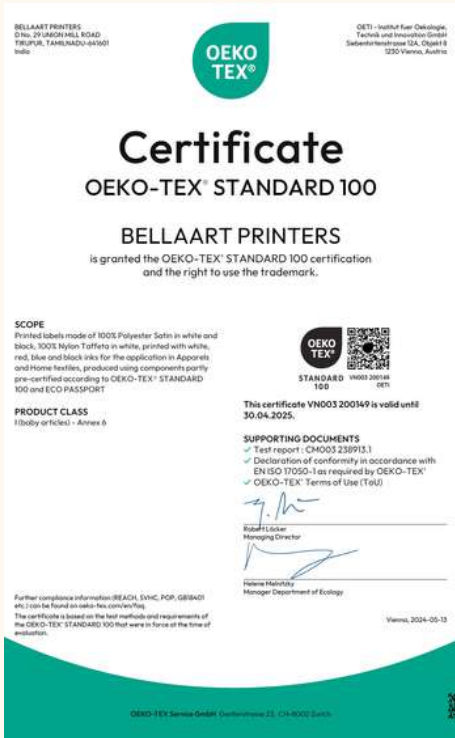 BELLAART PRINTERS
D No. 29 UNION MILL ROAD
TIRUPUR, TAMILNADU-641601
India
OEKO
TEX®
OETI - Institut fuer Oekologie,
Technik und Innovation GmbH
Siebenhirtenstrasse 12A, Objekt 8
1230 Vienna, Austria
Certificate
OEKO-TEX® STANDARD 100
BELLAART PRINTERS
is granted the OEKO-TEX® STANDARD 100 certification
and the right to use the trademark.
SCOPE
Printed labels made of 100% Polyester Satin in white and
black, 100% Nylon Taffeta in white, printed with white,
red, blue and black inks for the application in Apparels
and Home textiles, produced using components partly
pre-certified according to OEKO-TEX® STANDARD
100 and ECO PASSPORT
PRODUCT CLASS
I (baby articles) - Annex 6
OEKO
TEX®
STANDARD
100
VN003 200149
OETI
This certificate VN003 200149 is valid until
30.04.2025.
SUPPORTING DOCUMENTS
✓ Test report : CM003 238913.1
✓ Declaration of conformity in accordance with
EN ISO 17050-1 as required by OEKO-TEX®
✓ OEKO-TEX® Terms of Use (ToU)
Robert Löcker
Managing Director
Helene Melnitzky
Manager Department of Ecology
Further compliance information (REACH, SVHC, POP, GB18401
etc.) can be found on oeko-tex.com/en/faq.
The certificate is based on the test methods and requirements of
the OEKO-TEX® STANDARD 100 that were in force at the time of
evaluation.
Vienna, 2024-05-13
OEKO-TEX Service GmbH Genferstrasse 23, CH-8002 Zurich